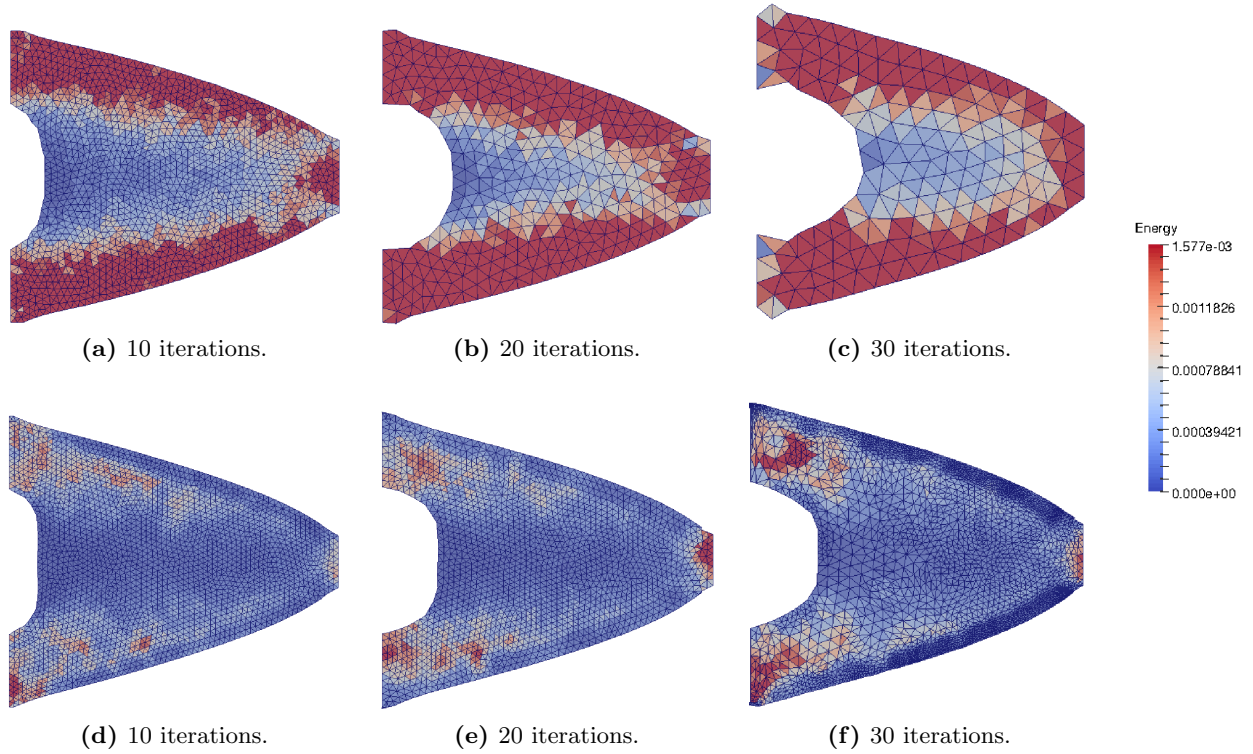 (a) 10 iterations.
(b) 20 iterations.
(c) 30 iterations.
Energy
1.577e-03
0.0011826
0.00078841
0.00039421
0.000e+00
(d) 10 iterations.
(e) 20 iterations.
(f) 30 iterations.